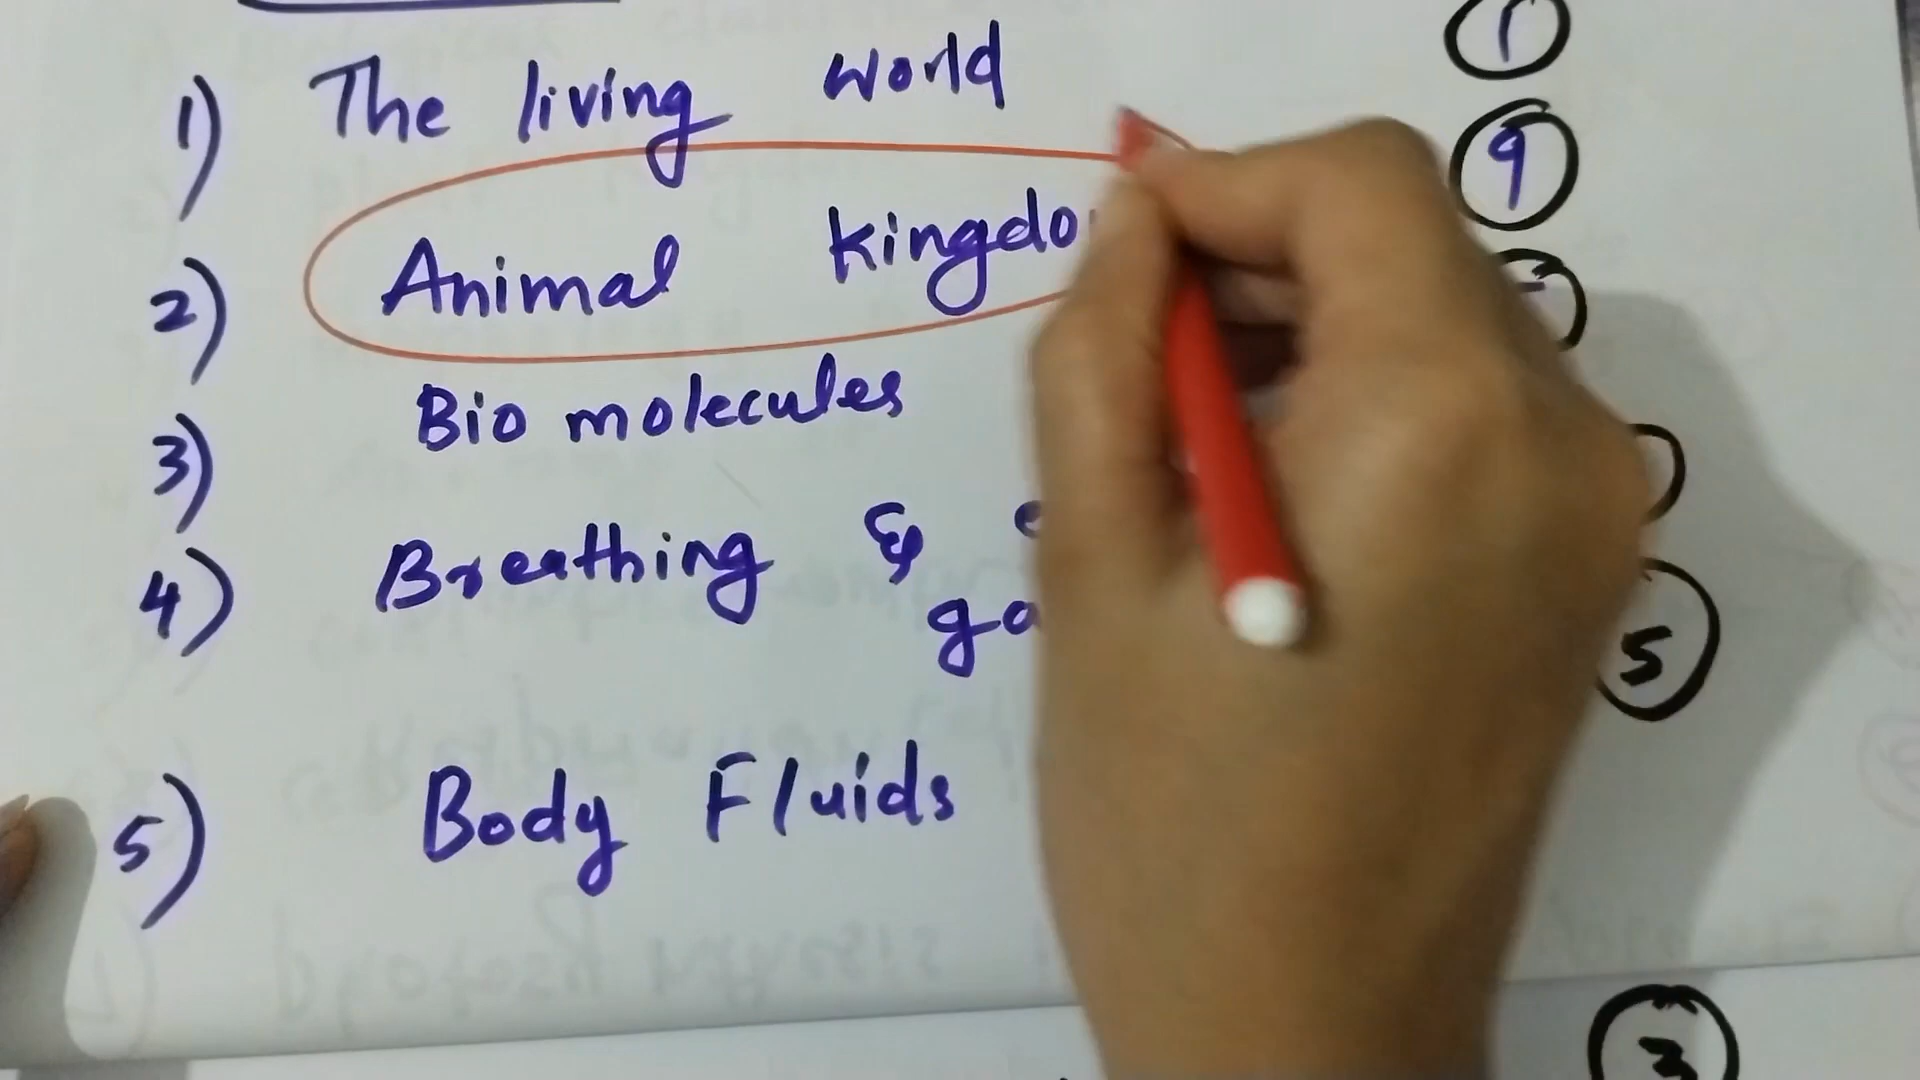 1) The living world 1
2) Animal kingdo 9
3) Bio molecules
4) Breathing &
5
5) Body Fluids
3